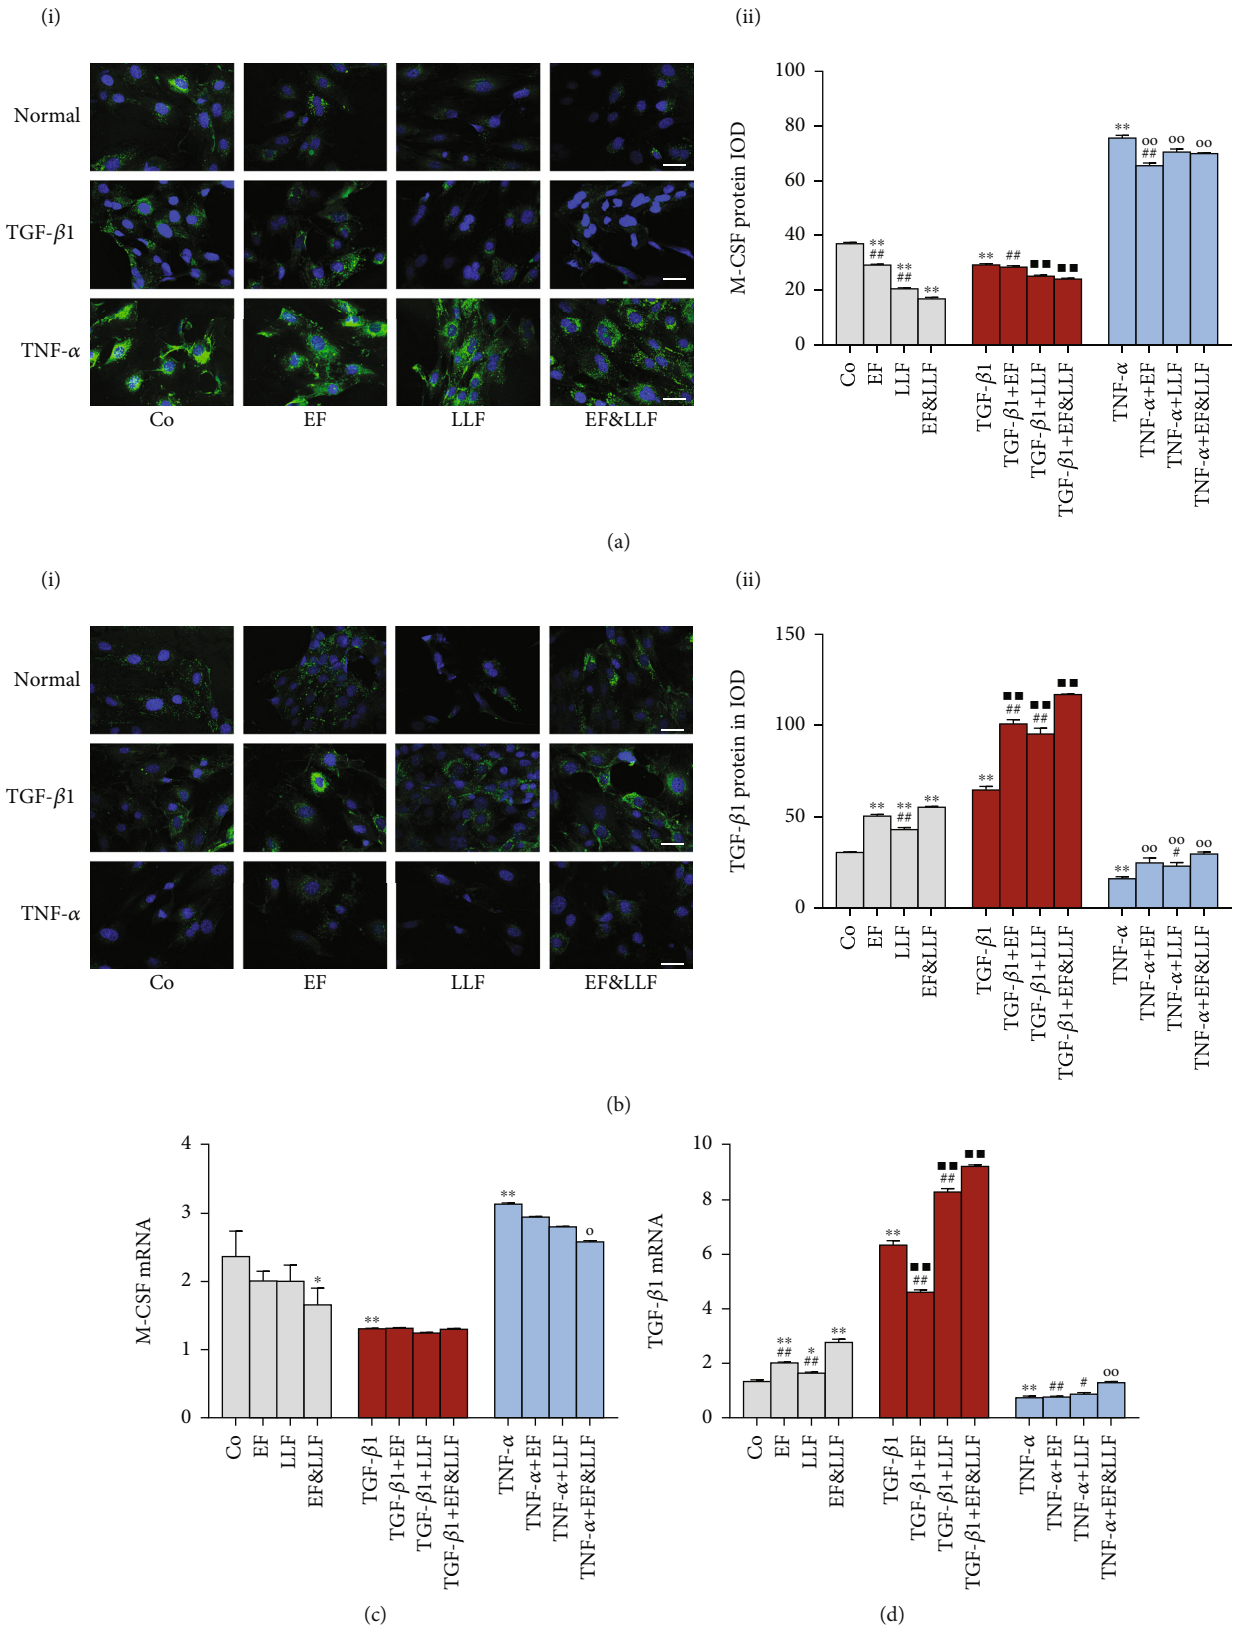 (i)
Normal
TGF-β1
TNF-α
Co EF LLF EF&LLF
(ii)
M-CSF protein IOD
100
80
60
40
20
0
** ## ** ## ** ** ## ■■ ■■ ** oo ## oo oo
Co EF LLF EF&LLF TGF-β1 TGF-β1+EF TGF-β1+LLF TGF-β1+EF&LLF TNF-α TNF-α+EF TNF-α+LLF TNF-α+EF&LLF
(a)
(i)
Normal
TGF-β1
TNF-α
Co EF LLF EF&LLF
(ii)
TGF-β1 protein in IOD
150
100
50
0
** ** ## ** ** ■■ ## ■■ ## ■■ ** oo oo # oo
Co EF LLF EF&LLF TGF-β1 TGF-β1+EF TGF-β1+LLF TGF-β1+EF&LLF TNF-α TNF-α+EF TNF-α+LLF TNF-α+EF&LLF
(b)
M-CSF mRNA
4
3
2
1
0
* ** ** o
Co EF LLF EF&LLF TGF-β1 TGF-β1+EF TGF-β1+LLF TGF-β1+EF&LLF TNF-α TNF-α+EF TNF-α+LLF TNF-α+EF&LLF
(c)
TGF-β1 mRNA
10
8
6
4
2
0
** ## * ## ** ** ■■ ## ■■ ## ■■ ** ## # oo
Co EF LLF EF&LLF TGF-β1 TGF-β1+EF TGF-β1+LLF TGF-β1+EF&LLF TNF-α TNF-α+EF TNF-α+LLF TNF-α+EF&LLF
(d)